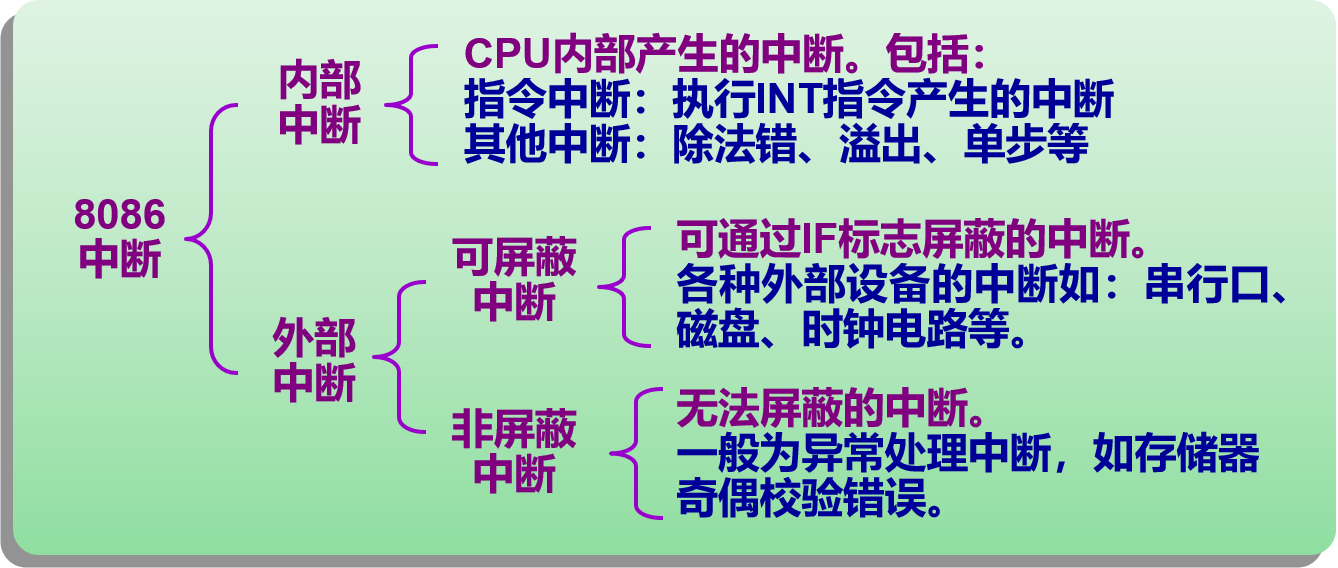 8086
中断
内部
中断
CPU内部产生的中断。包括：
指令中断：执行INT指令产生的中断
其他中断：除法错、溢出、单步等
外部
中断
可屏蔽
中断
可通过IF标志屏蔽的中断。
各种外部设备的中断如：串行口、
磁盘、时钟电路等。
非屏蔽
中断
无法屏蔽的中断。
一般为异常处理中断，如存储器
奇偶校验错误。